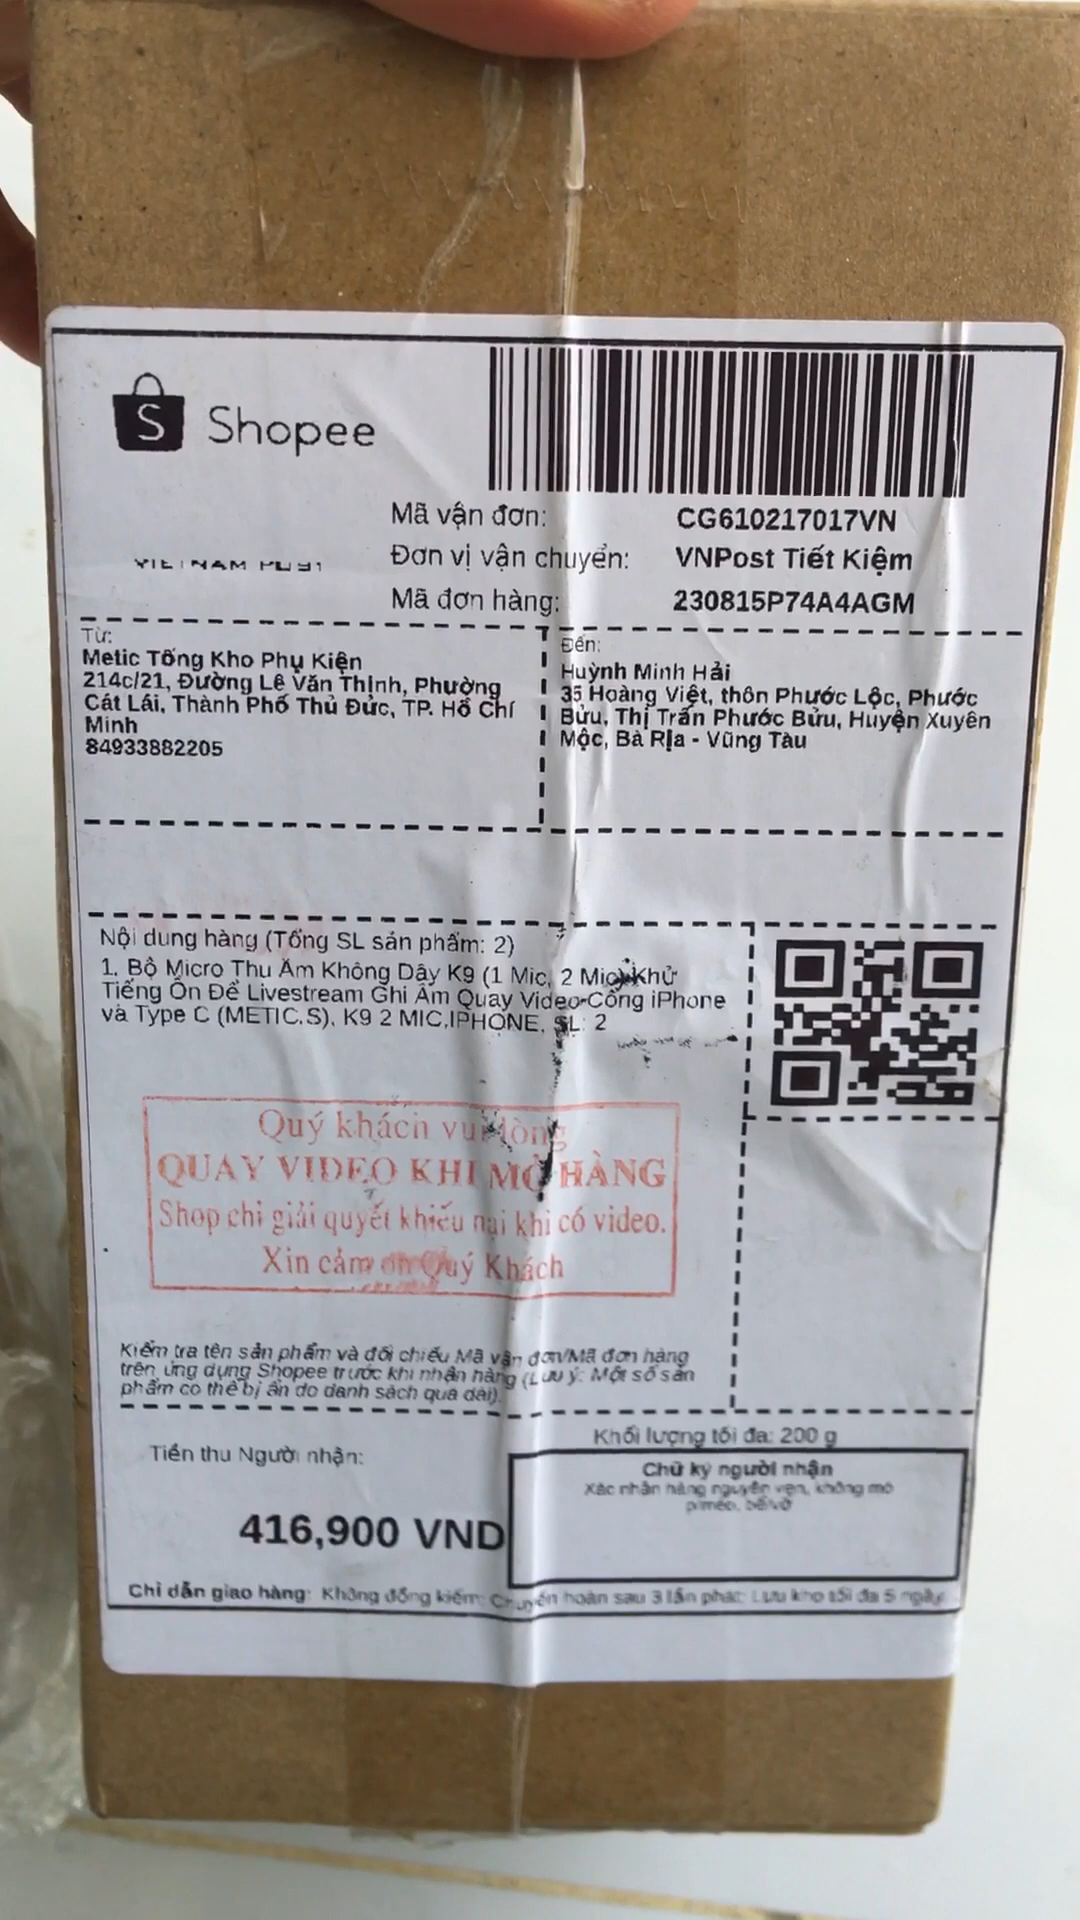 Shopee
Mã vận đơn: CG610217017VN
Đơn vị vận chuyển: VNPost Tiết Kiệm
Mã đơn hàng: 230815P74A4AGM
Từ:
Metic Tổng Kho Phụ Kiện
214c/21, Đường Lê Văn Thịnh, Phường
Cát Lái, Thành Phố Thủ Đức, TP. Hồ Chí
Minh
84933882205
Đến:
Huỳnh Minh Hải
35 Hoàng Việt, thôn Phước Lộc, Phước
Bửu, Thị Trấn Phước Bửu, Huyện Xuyên
Mộc, Bà Rịa - Vũng Tàu
Nội dung hàng (Tổng SL sản phẩm: 2)
1. Bộ Micro Thu Âm Không Dây K9 (1 Mic, 2 Mic) Khử
Tiếng Ồn Để Livestream Ghi Âm Quay Video-Cổng iPhone
và Type C (METIC.S), K9 2 MIC,IPHONE, SL: 2
Quý khách vui lòng
QUAY VIDEO KHI MỞ HÀNG
Shop chỉ giải quyết khiếu nại khi có video.
Xin cảm ơn Quý Khách
Kiểm tra tên sản phẩm và đối chiếu Mã vận đơn/Mã đơn hàng
trên ứng dụng Shopee trước khi nhận hàng (Lưu ý: Một số sản
phẩm có thể bị ẩn do danh sách quá dài).
Tiền thu Người nhận:
416,900 VND
Khối lượng tối đa: 200 g
Chữ ký người nhận
Xác nhận hàng nguyên vẹn, không móp
méo, bể/vỡ
Chỉ dẫn giao hàng: Không đồng kiểm; Chuyển hoàn sau 3 lần phát; Lưu kho tối đa 5 ngày